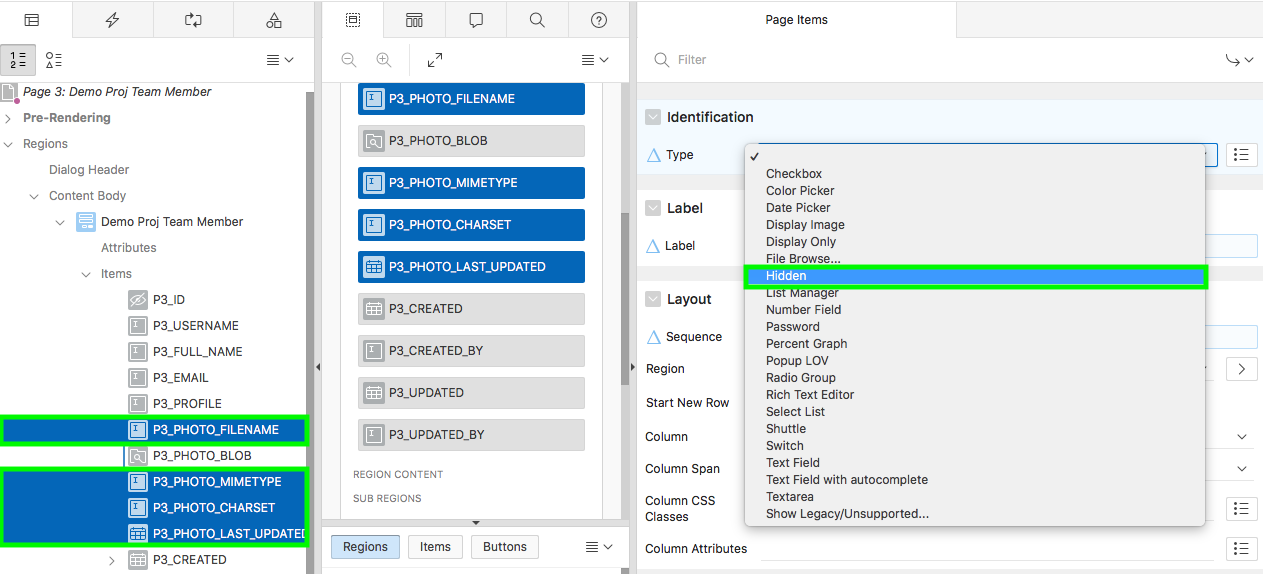 Page Items
1
2
Filter
Page 3: Demo Proj Team Member
Pre-Rendering
Regions
Dialog Header
Content Body
Demo Proj Team Member
Attributes
Items
P3_ID
P3_USERNAME
P3_FULL_NAME
P3_EMAIL
P3_PROFILE
P3_PHOTO_FILENAME
P3_PHOTO_BLOB
P3_PHOTO_MIMETYPE
P3_PHOTO_CHARSET
P3_PHOTO_LAST_UPDATED
P3_CREATED
P3_PHOTO_FILENAME
P3_PHOTO_BLOB
P3_PHOTO_MIMETYPE
P3_PHOTO_CHARSET
P3_PHOTO_LAST_UPDATED
P3_CREATED
P3_CREATED_BY
P3_UPDATED
P3_UPDATED_BY
REGION CONTENT
SUB REGIONS
Regions
Items
Buttons
Identification
Type
Label
Label
Layout
Sequence
Region
Start New Row
Column
Column Span
Column CSS
Classes
Column Attributes
Checkbox
Color Picker
Date Picker
Display Image
Display Only
File Browse...
Hidden
List Manager
Number Field
Password
Percent Graph
Popup LOV
Radio Group
Rich Text Editor
Select List
Shuttle
Switch
Text Field
Text Field with autocomplete
Textarea
Show Legacy/Unsupported...